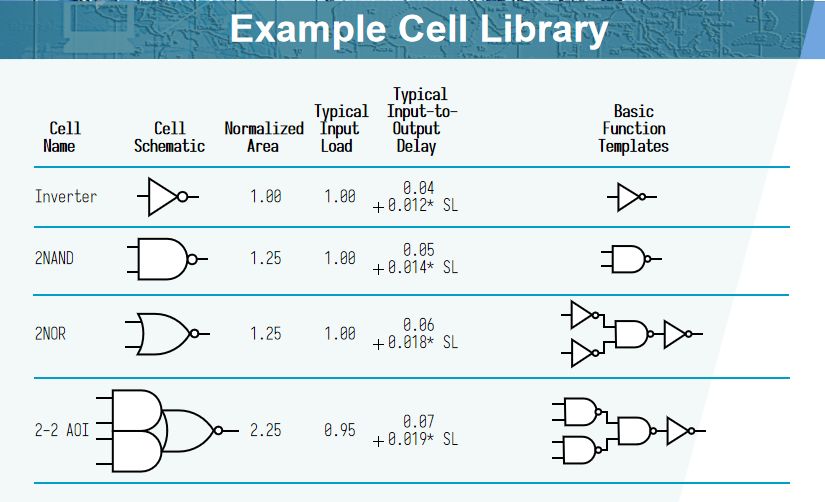 Example Cell Library
Cell Name
Cell Schematic
Normalized Area
Typical Input Load
Typical Input-to-Output Delay
Basic Function Templates
Inverter 1.00 1.00 0.04
+0.012* SL
2NAND 1.25 1.00 0.05
+0.014* SL
2NOR 1.25 1.00 0.06
+0.018* SL
2-2 AOI 2.25 0.95 0.07
+0.019* SL